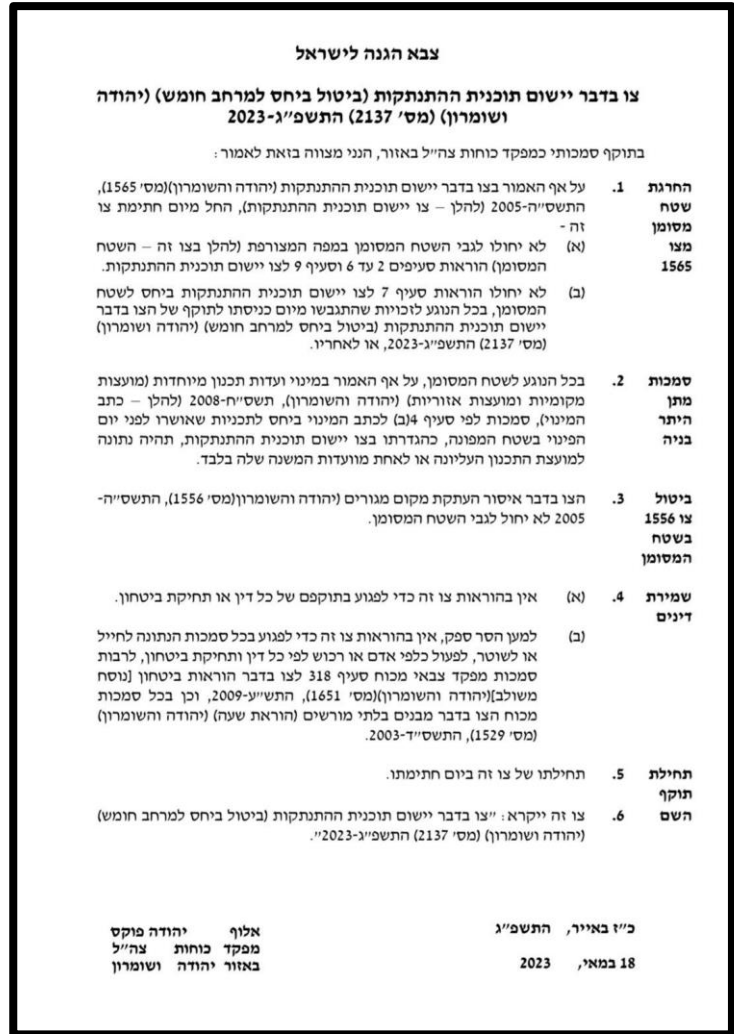 צבא הגנה לישראל
צו בדבר יישום תוכנית ההתנתקות (ביטול ביחס למרחב חומש) (יהודה
ושומרון) (מס' 2137) התשפ״ג-2023
בתוקף סמכותי כמפקד כוחות צה״ל באזור, הנני מצווה בזאת לאמור:
החרגת 1. על אף האמור בצו בדבר יישום תוכנית ההתנתקות (יהודה והשומרון)(מס' 1565),
שטח התשס״ה-2005 (להלן – צו יישום תוכנית ההתנתקות), החל מיום חתימת צו
מסומן זה -
מצו (א) לא יחולו לגבי השטח המסומן במפה המצורפת (להלן בצו זה – השטח
1565 המסומן) הוראות סעיפים 2 עד 6 וסעיף 9 לצו יישום תוכנית ההתנתקות.
(ב) לא יחולו הוראות סעיף 7 לצו יישום תוכנית ההתנתקות ביחס לשטח
המסומן, בכל הנוגע לזכויות שהתגבשו מיום כניסתו לתוקף של הצו בדבר
יישום תוכנית ההתנתקות (ביטול ביחס למרחב חומש) (יהודה ושומרון)
(מס' 2137) התשפ״ג-2023, או לאחריו.
סמכות 2. בכל הנוגע לשטח המסומן, על אף האמור במינוי ועדות תכנון מיוחדות (מועצות
מתן מקומיות ומועצות אזוריות) (יהודה והשומרון), תשס״ח-2008 (להלן – כתב
היתר המינוי), סמכות לפי סעיף 4(ב) לכתב המינוי ביחס לתכניות שאושרו לפני יום
בניה הפינוי בשטח המפונה, כהגדרתו בצו יישום תוכנית ההתנתקות, תהיה נתונה
למועצת התכנון העליונה או לאחת מוועדות המשנה שלה בלבד.
ביטול 3. הצו בדבר איסור העתקת מקום מגורים (יהודה והשומרון)(מס' 1556), התשס״ה-
צו 1556 2005 לא יחול לגבי השטח המסומן.
בשטח
המסומן
שמירת 4. (א) אין בהוראות צו זה כדי לפגוע בתוקפם של כל דין או תחיקת ביטחון.
דינים
(ב) למען הסר ספק, אין בהוראות צו זה כדי לפגוע בכל סמכות הנתונה לחייל
או לשוטר, לפעול כלפי אדם או רכוש לפי כל דין ותחיקת ביטחון, לרבות
סמכות מפקד צבאי מכוח סעיף 318 לצו בדבר הוראות ביטחון [נוסח
משולב](יהודה והשומרון)(מס' 1651), התש״ע-2009, וכן בכל סמכות
מכוח הצו בדבר מבנים בלתי מורשים (הוראת שעה) (יהודה והשומרון)
(מס' 1529), התשס״ד-2003.
תחילת 5. תחילתו של צו זה ביום חתימתו.
תוקף
השם 6. צו זה ייקרא: ״צו בדבר יישום תוכנית ההתנתקות (ביטול ביחס למרחב חומש)
(יהודה ושומרון) (מס' 2137) התשפ״ג-2023״.
כ״ז באייר, התשפ״ג אלוף יהודה פוקס
מפקד כוחות צה״ל
18 במאי, 2023 באזור יהודה ושומרון